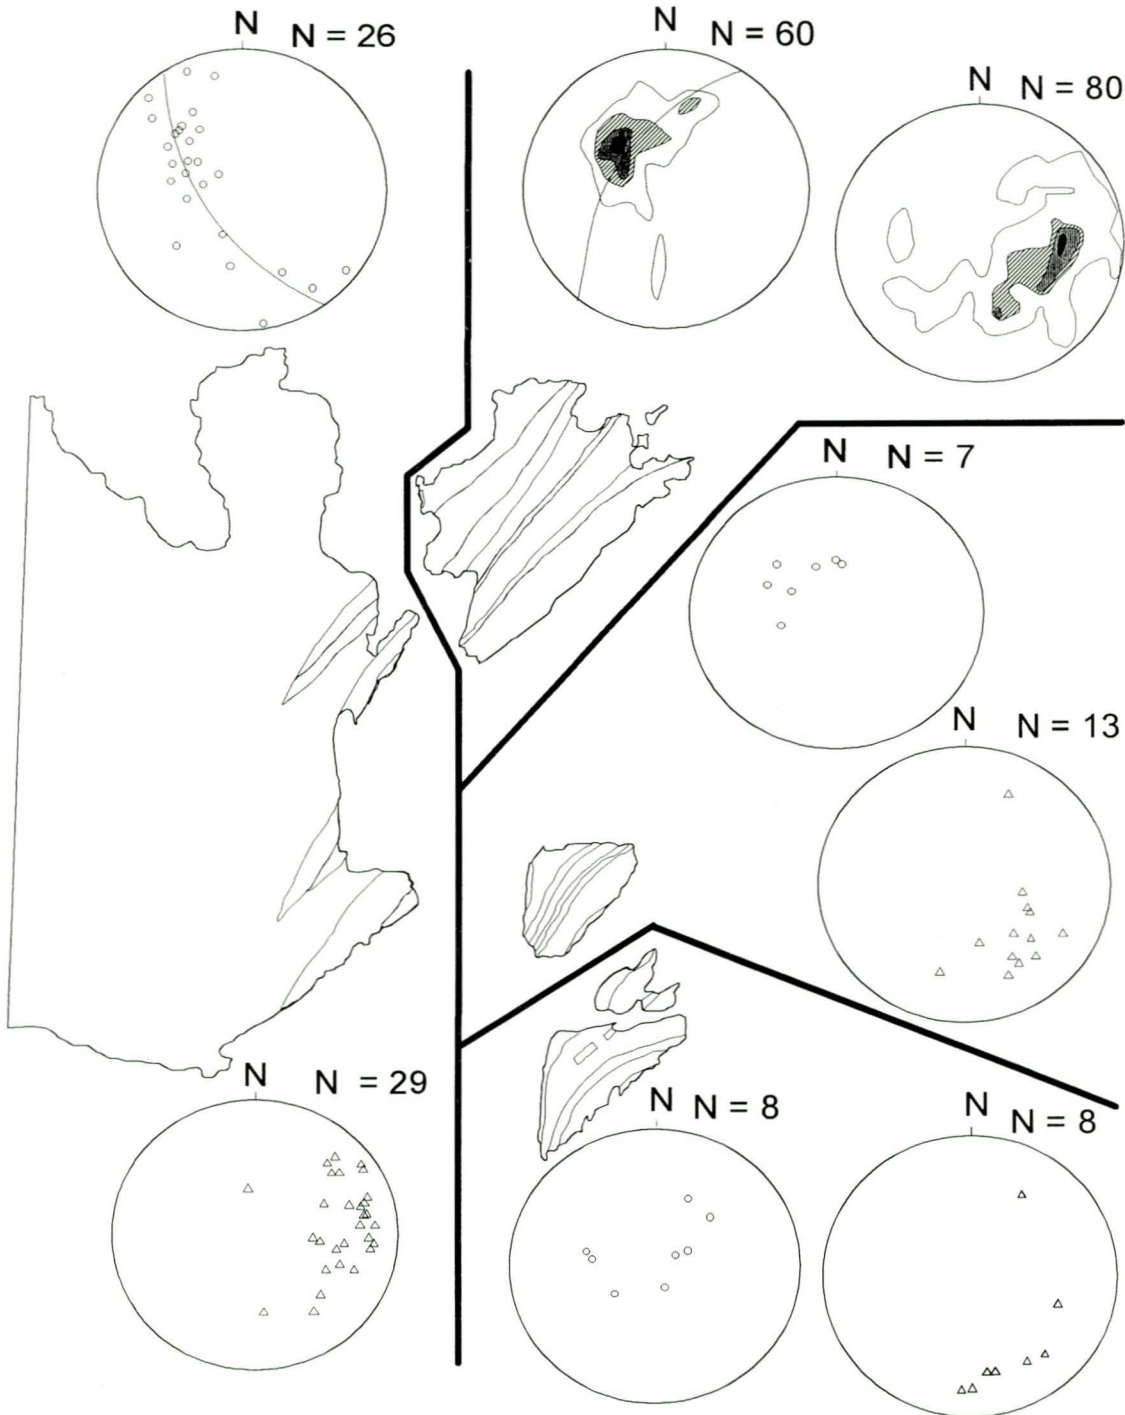 N N = 26
N N = 60
N N = 80
N N = 7
N N = 13
N N = 29
N N = 8
N N = 8